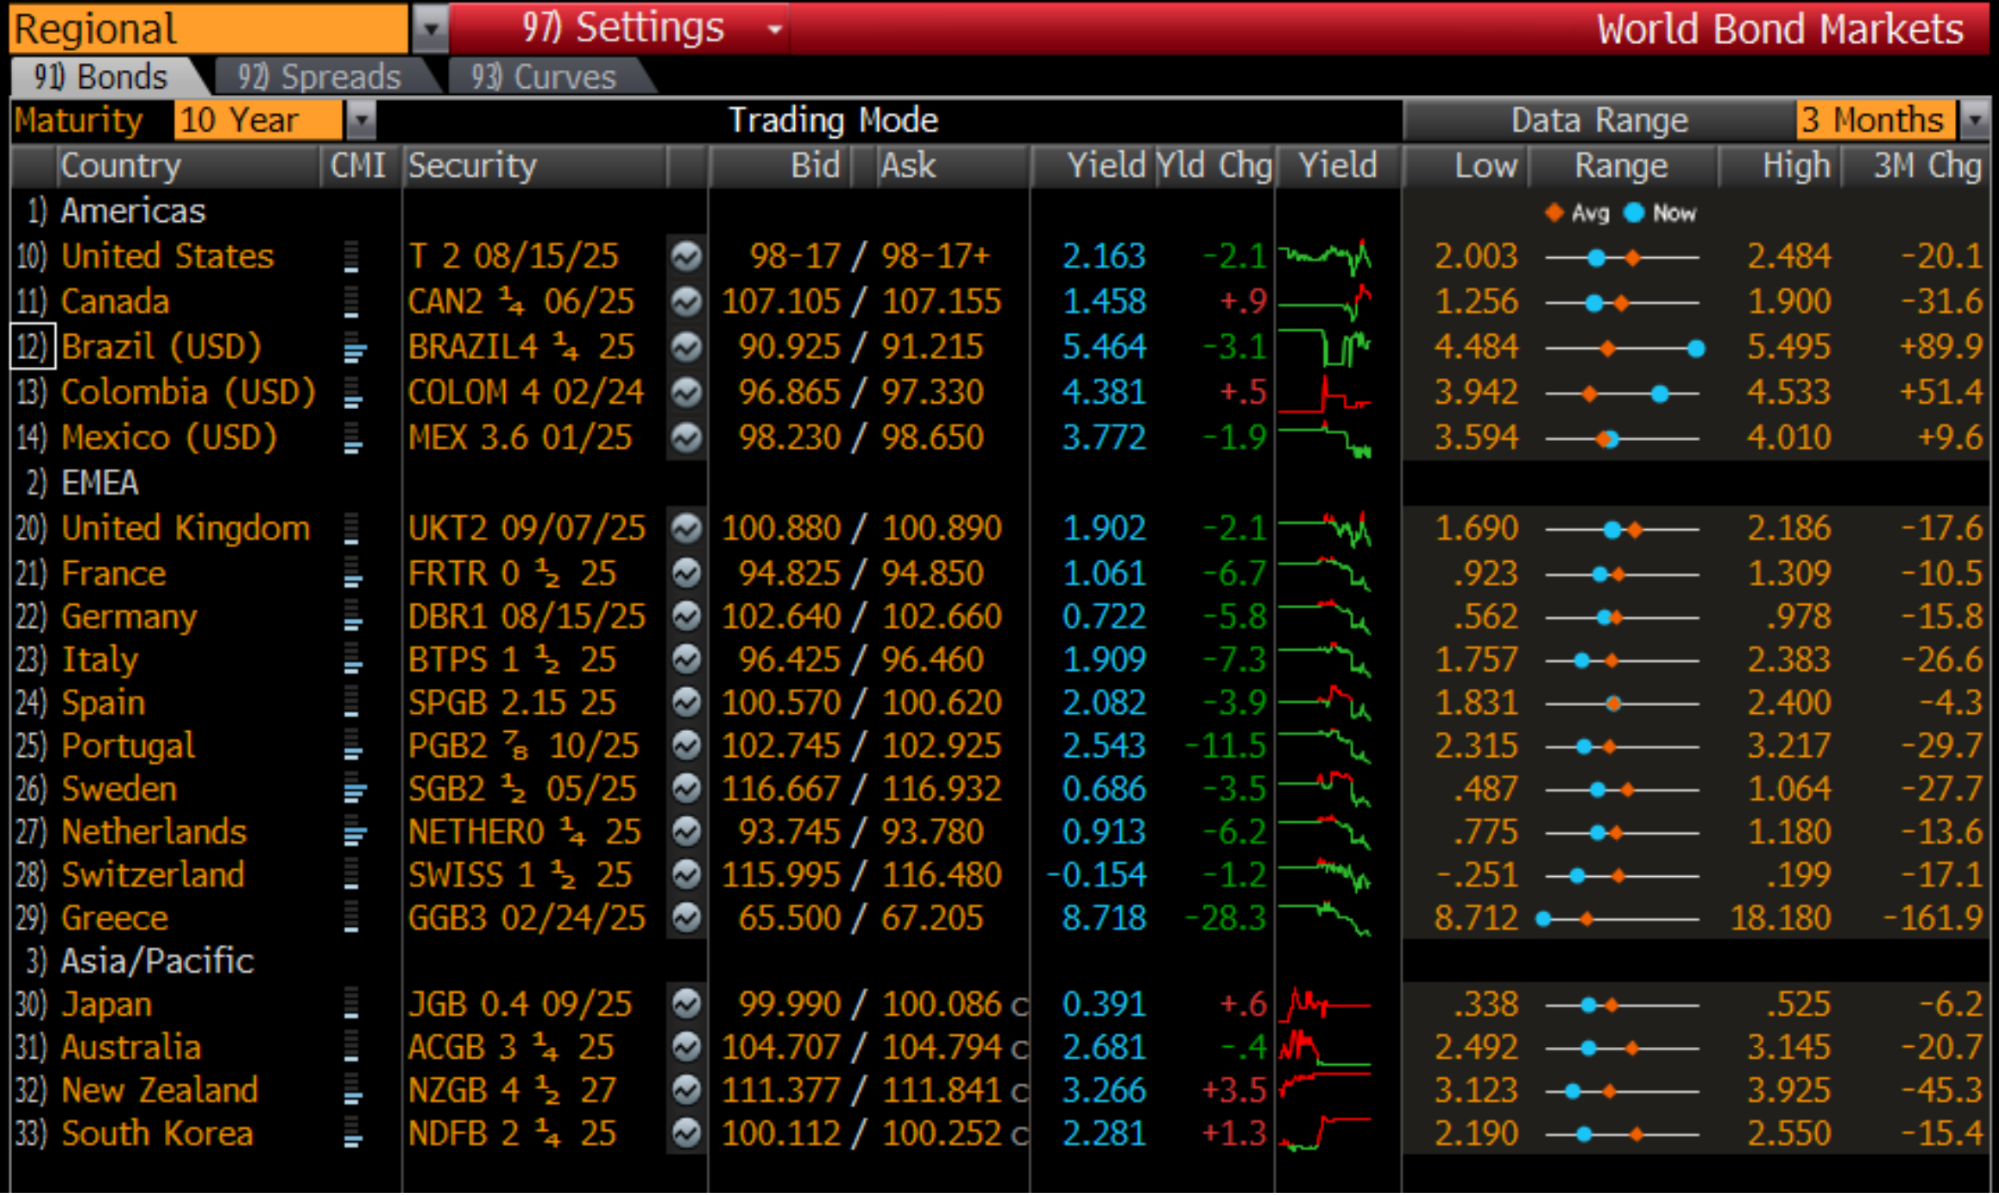 Regional 97) Settings World Bond Markets
91) Bonds 92) Spreads 93) Curves
Maturity 10 Year Trading Mode Data Range 3 Months
Country CMI Security Bid Ask Yield Yld Chg Yield Low Range High 3M Chg
1) Americas Avg Now
10) United States T 2 08/15/25 98-17 / 98-17+ 2.163 -2.1 2.003 2.484 -20.1
11) Canada CAN2 ¼ 06/25 107.105 / 107.155 1.458 +.9 1.256 1.900 -31.6
12) Brazil (USD) BRAZIL4 ¼ 25 90.925 / 91.215 5.464 -3.1 4.484 5.495 +89.9
13) Colombia (USD) COLOM 4 02/24 96.865 / 97.330 4.381 +.5 3.942 4.533 +51.4
14) Mexico (USD) MEX 3.6 01/25 98.230 / 98.650 3.772 -1.9 3.594 4.010 +9.6
2) EMEA
20) United Kingdom UKT2 09/07/25 100.880 / 100.890 1.902 -2.1 1.690 2.186 -17.6
21) France FRTR 0 ½ 25 94.825 / 94.850 1.061 -6.7 .923 1.309 -10.5
22) Germany DBR1 08/15/25 102.640 / 102.660 0.722 -5.8 .562 .978 -15.8
23) Italy BTPS 1 ½ 25 96.425 / 96.460 1.909 -7.3 1.757 2.383 -26.6
24) Spain SPGB 2.15 25 100.570 / 100.620 2.082 -3.9 1.831 2.400 -4.3
25) Portugal PGB2 ⅞ 10/25 102.745 / 102.925 2.543 -11.5 2.315 3.217 -29.7
26) Sweden SGB2 ½ 05/25 116.667 / 116.932 0.686 -3.5 .487 1.064 -27.7
27) Netherlands NETHER0 ¼ 25 93.745 / 93.780 0.913 -6.2 .775 1.180 -13.6
28) Switzerland SWISS 1 ½ 25 115.995 / 116.480 -0.154 -1.2 -.251 .199 -17.1
29) Greece GGB3 02/24/25 65.500 / 67.205 8.718 -28.3 8.712 18.180 -161.9
3) Asia/Pacific
30) Japan JGB 0.4 09/25 99.990 / 100.086 c 0.391 +.6 .338 .525 -6.2
31) Australia ACGB 3 ¼ 25 104.707 / 104.794 c 2.681 -.4 2.492 3.145 -20.7
32) New Zealand NZGB 4 ½ 27 111.377 / 111.841 c 3.266 +3.5 3.123 3.925 -45.3
33) South Korea NDFB 2 ¼ 25 100.112 / 100.252 c 2.281 +1.3 2.190 2.550 -15.4